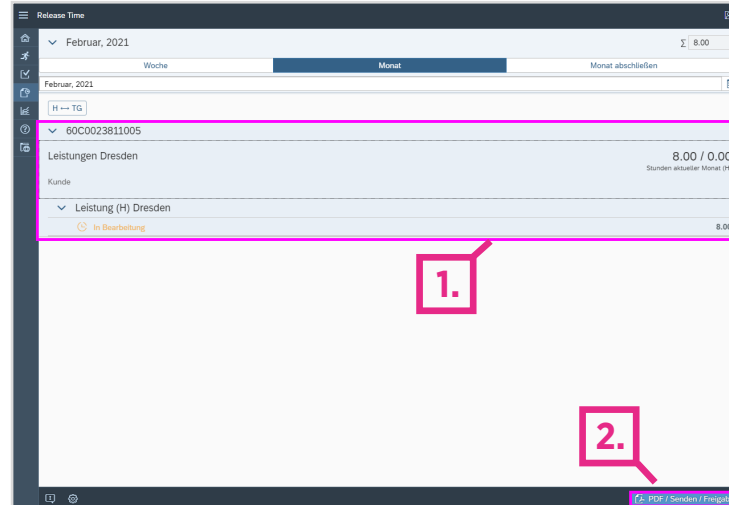 Release Time
Februar, 2021
Σ 8.00
Woche Monat Monat abschließen
Februar, 2021
H ↔ TG
60C0023811005
Leistungen Dresden
8.00 / 0.00
Stunden aktueller Monat (H
Kunde
Leistung (H) Dresden
In Bearbeitung
8.00
1.
2.
PDF / Senden / Freigab